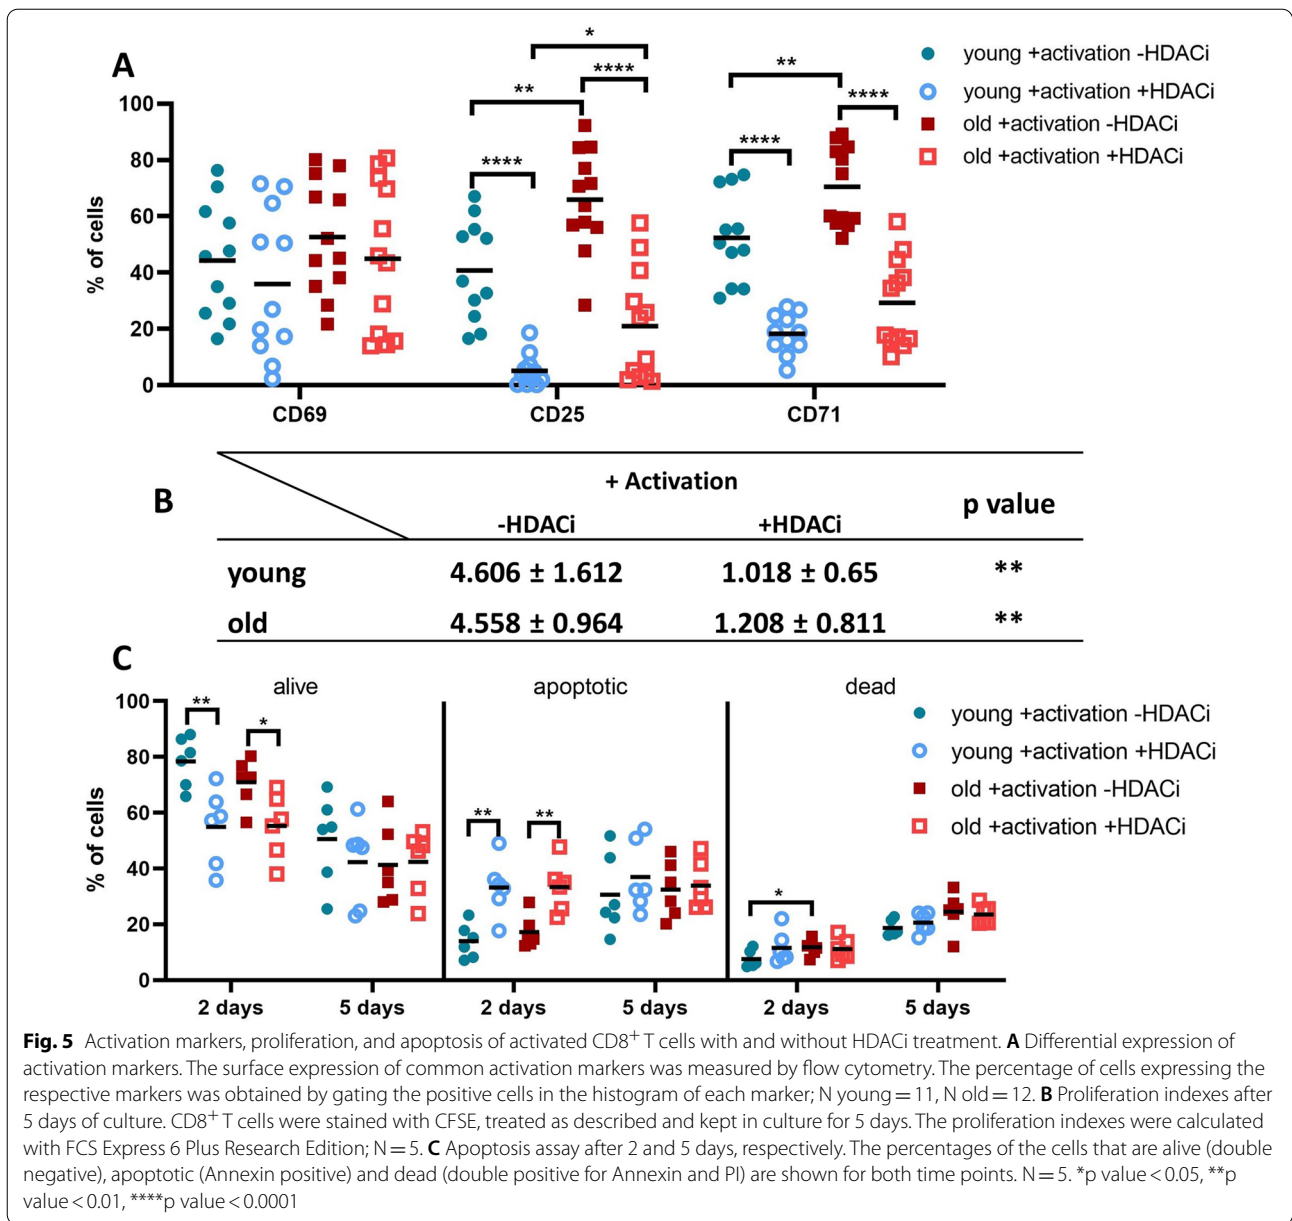 A
* 
****
**
****
**
****
****
young +activation -HDACi
young +activation +HDACi
old +activation -HDACi
old +activation +HDACi
% of cells
100
80
60
40
20
0
CD69
CD25
CD71
B
+ Activation
-HDACi
+HDACi
p value
young
4.606 ± 1.612
1.018 ± 0.65
**
old
4.558 ± 0.964
1.208 ± 0.811
**
C
alive
apoptotic
dead
**
*
**
**
*
young +activation -HDACi
young +activation +HDACi
old +activation -HDACi
old +activation +HDACi
% of cells
100
80
60
40
20
0
2 days
5 days
2 days
5 days
2 days
5 days
Fig. 5 Activation markers, proliferation, and apoptosis of activated CD8+ T cells with and without HDACi treatment. A Differential expression of
activation markers. The surface expression of common activation markers was measured by flow cytometry. The percentage of cells expressing the
respective markers was obtained by gating the positive cells in the histogram of each marker; N young = 11, N old = 12. B Proliferation indexes after
5 days of culture. CD8+ T cells were stained with CFSE, treated as described and kept in culture for 5 days. The proliferation indexes were calculated
with FCS Express 6 Plus Research Edition; N = 5. C Apoptosis assay after 2 and 5 days, respectively. The percentages of the cells that are alive (double
negative), apoptotic (Annexin positive) and dead (double positive for Annexin and PI) are shown for both time points. N = 5. *p value < 0.05, **p
value < 0.01, ****p value < 0.0001